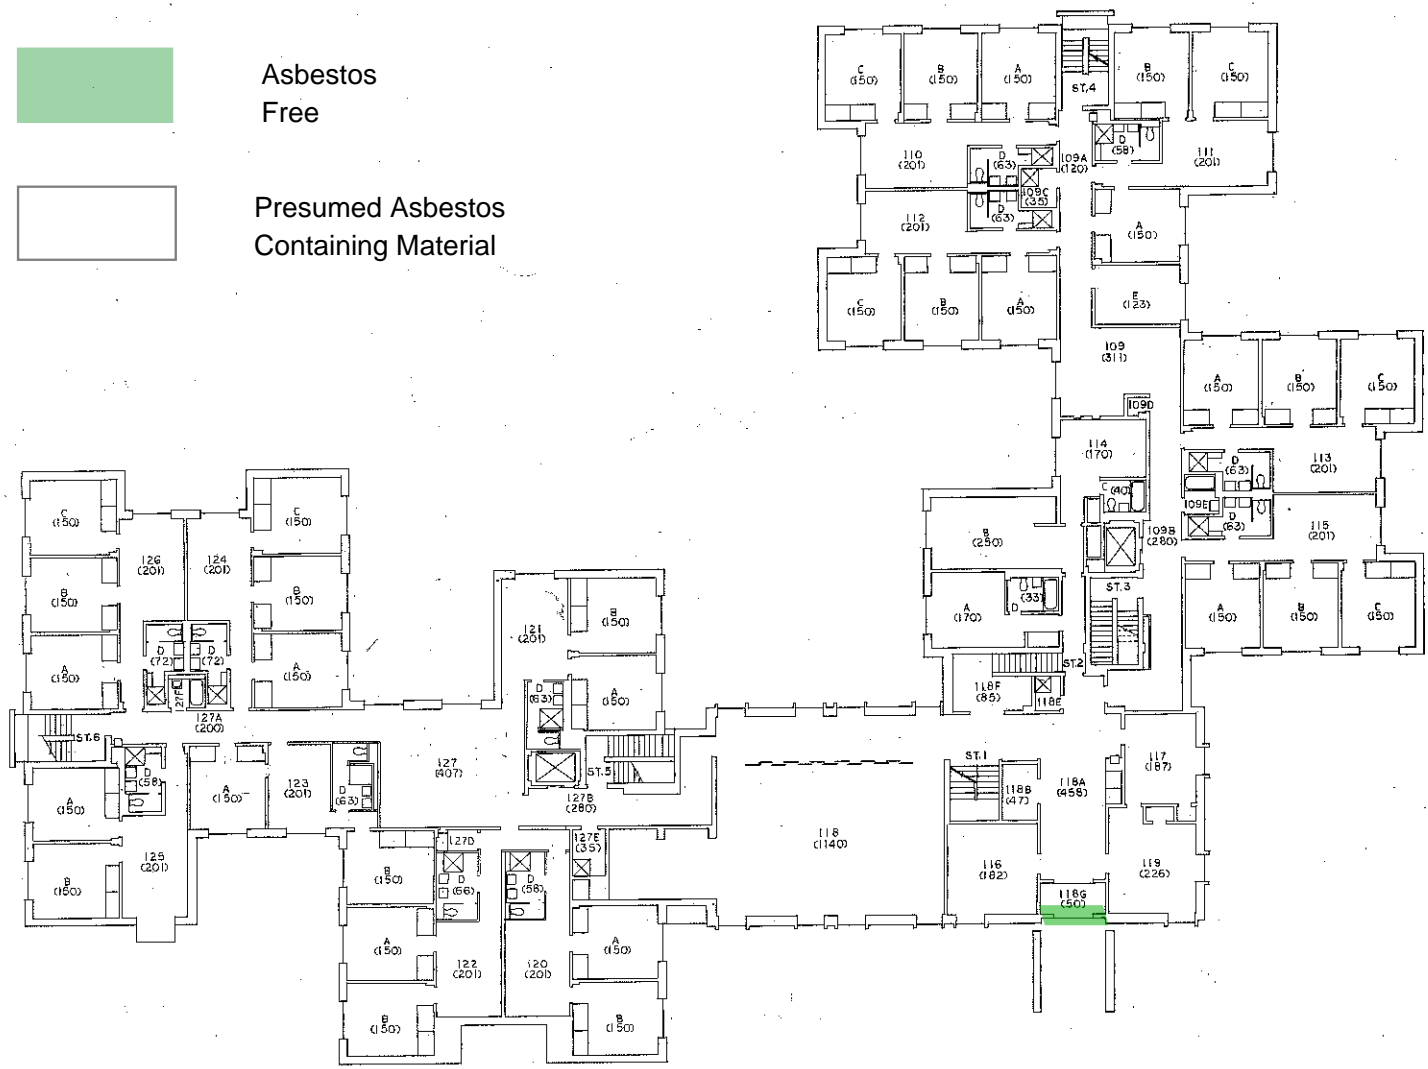 Asbestos
Free
Presumed Asbestos
Containing Material
C
(150)
B
(150)
A
(150)
ST.4
B
(150)
C
(150)
110
(201)
D
(63)
109A
(120)
D
(58)
111
(201)
109C
(35)
112
(201)
D
(63)
A
(150)
C
(150)
B
(150)
A
(150)
E
(123)
109
(311)
A
(150)
B
(150)
C
(150)
109D
114
(170)
C (40)
D
(63)
113
(201)
109E
D
(63)
115
(201)
109B
(280)
B
(250)
A
(170)
(33)
D
ST.3
A
(150)
B
(150)
C
(150)
ST.2
118F
(85)
118E
C
(150)
C
(150)
126
(201)
124
(201)
B
(150)
B
(150)
D
(72)
D
(72)
A
(150)
A
(150)
127F
127A
(200)
ST.6
121
(201)
B
(150)
D
(63)
A
(150)
127
(407)
ST.5
127B
(280)
D
(58)
A
(150)
A
(150)
123
(201)
D
(63)
125
(201)
B
(150)
B
(150)
127D
D
(66)
D
(58)
127E
(35)
A
(150)
122
(201)
120
(201)
A
(150)
B
(150)
B
(150)
118
(1140)
ST.1
118B
(47)
118A
(458)
117
(187)
116
(182)
119
(226)
118G
(50)